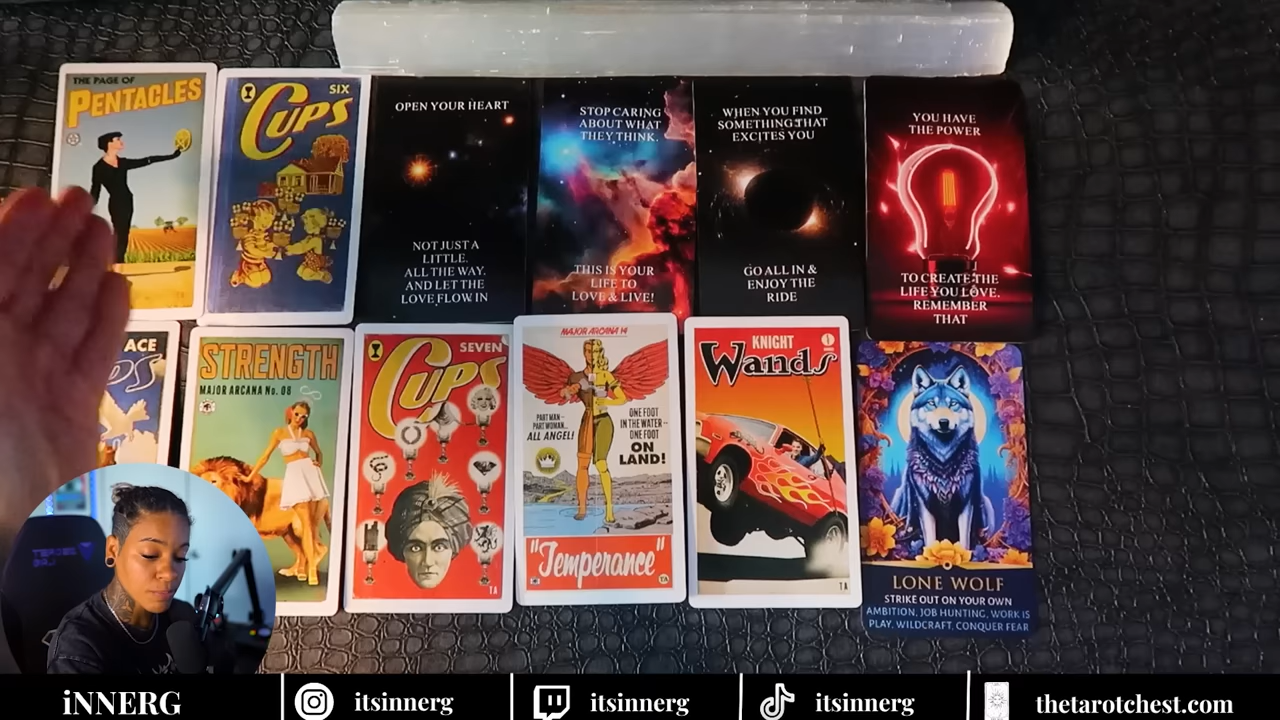 THE PAGE OF
PENTACLES
SIX
CUPS
OPEN YOUR HEART
NOT JUST A
LITTLE.
ALL THE WAY.
AND LET THE
LOVE FLOW IN
STOP CARING
ABOUT WHAT
THEY THINK.
THIS IS YOUR
LIFE TO
LOVE & LIVE!
WHEN YOU FIND
SOMETHING THAT
EXCITES YOU
GO ALL IN &
ENJOY THE
RIDE
YOU HAVE
THE POWER
TO CREATE THE
LIFE YOU LOVE.
REMEMBER
THAT
ACE
STRENGTH
MAJOR ARCANA No. 08
SEVEN
CUPS
TA
MAJOR ARCANA 14
PART MAN--
PART WOMAN...
ALL ANGEL!
ONE FOOT
IN THE WATER--
ONE FOOT
ON
LAND!
"Temperance"
TA
KNIGHT
Wands
TA
LONE WOLF
STRIKE OUT ON YOUR OWN
AMBITION, JOB HUNTING, WORK IS
PLAY, WILDCRAFT, CONQUER FEAR
iNNERG
itsinnerg
itsinnerg
itsinnerg
thetarotchest.com